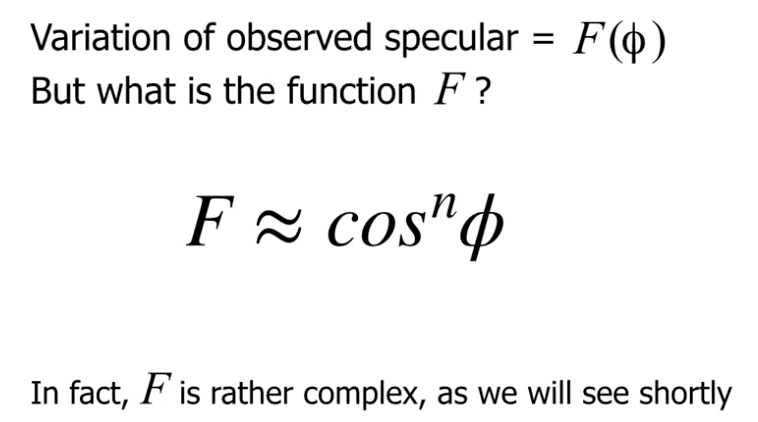 Variation of observed specular = F(ϕ)
But what is the function F ?
F ≈ cosⁿϕ
In fact, F is rather complex, as we will see shortly